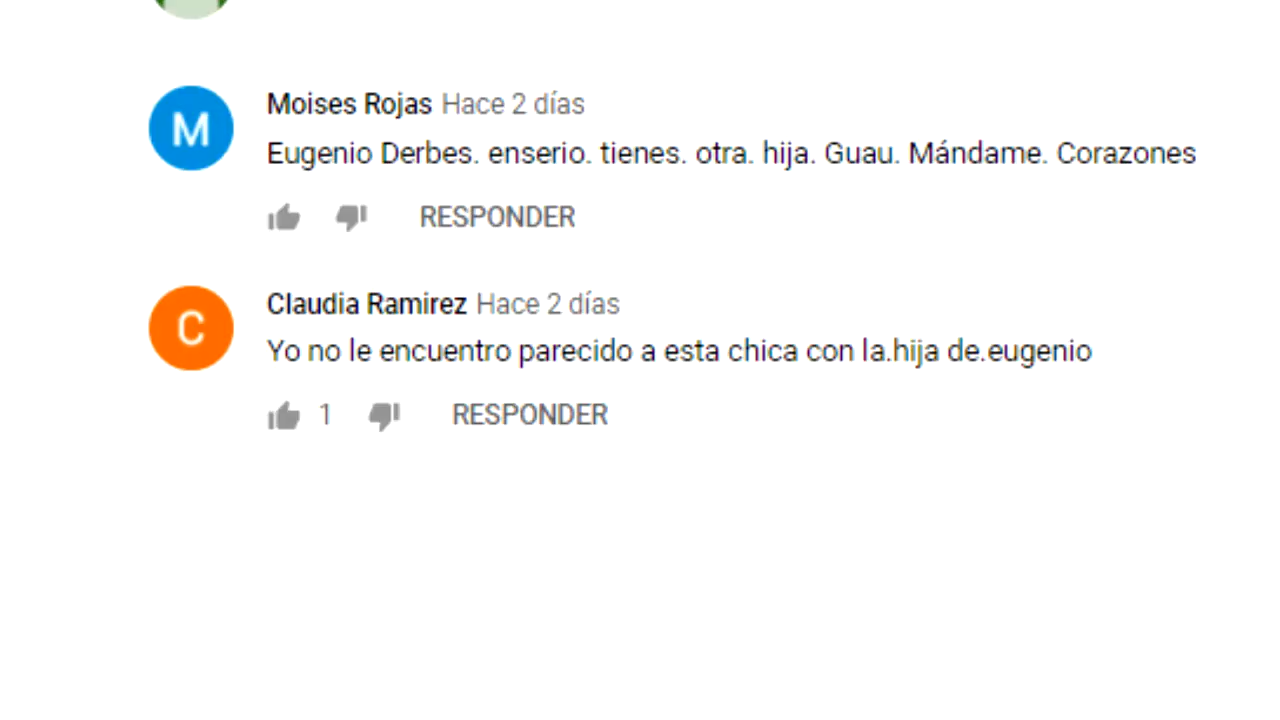 M
Moises Rojas Hace 2 días
Eugenio Derbes. enserio. tienes. otra. hija. Guau. Mándame. Corazones
RESPONDER
C
Claudia Ramirez Hace 2 días
Yo no le encuentro parecido a esta chica con la.hija de.eugenio
1 RESPONDER